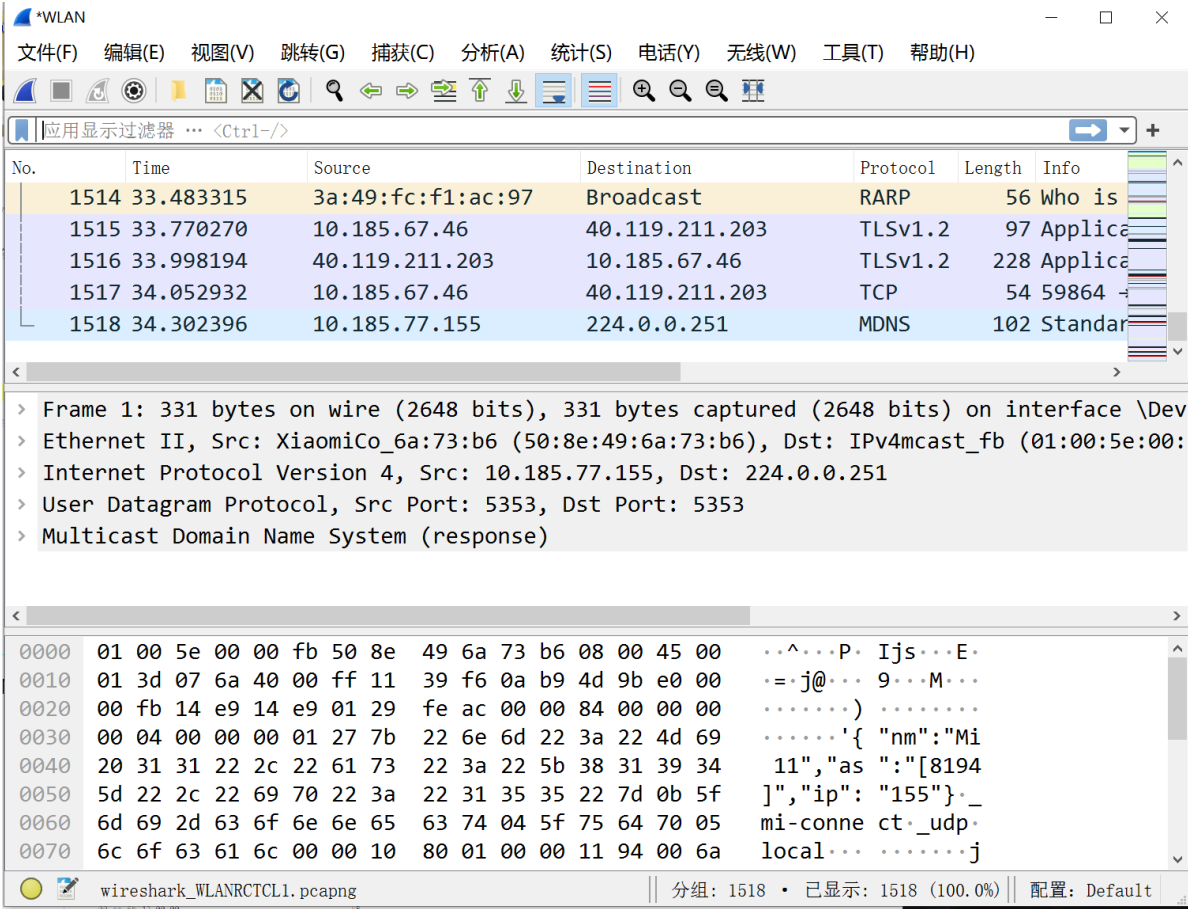 *WLAN
文件(F) 编辑(E) 视图(V) 跳转(G) 捕获(C) 分析(A) 统计(S) 电话(Y) 无线(W) 工具(T) 帮助(H)
应用显示过滤器 … <Ctrl-/>
No. Time Source Destination Protocol Length Info
1514 33.483315 3a:49:fc:f1:ac:97 Broadcast RARP 56 Who is
1515 33.770270 10.185.67.46 40.119.211.203 TLSv1.2 97 Applica
1516 33.998194 40.119.211.203 10.185.67.46 TLSv1.2 228 Applica
1517 34.052932 10.185.67.46 40.119.211.203 TCP 54 59864 →
1518 34.302396 10.185.77.155 224.0.0.251 MDNS 102 Standar
Frame 1: 331 bytes on wire (2648 bits), 331 bytes captured (2648 bits) on interface \Dev
Ethernet II, Src: XiaomiCo_6a:73:b6 (50:8e:49:6a:73:b6), Dst: IPv4mcast_fb (01:00:5e:00:
Internet Protocol Version 4, Src: 10.185.77.155, Dst: 224.0.0.251
User Datagram Protocol, Src Port: 5353, Dst Port: 5353
Multicast Domain Name System (response)
0000 01 00 5e 00 00 fb 50 8e 49 6a 73 b6 08 00 45 00 ··^···P· Ijs···E·
0010 01 3d 07 6a 40 00 ff 11 39 f6 0a b9 4d 9b e0 00 ·=·j@··· 9···M···
0020 00 fb 14 e9 14 e9 01 29 fe ac 00 00 84 00 00 00 ·······) ········
0030 00 04 00 00 00 01 27 7b 22 6e 6d 22 3a 22 4d 69 ······'{ "nm":"Mi
0040 20 31 31 22 2c 22 61 73 22 3a 22 5b 38 31 39 34 11","as ":"[8194
0050 5d 22 2c 22 69 70 22 3a 22 31 35 35 22 7d 0b 5f ]","ip": "155"}·_
0060 6d 69 2d 63 6f 6e 6e 65 63 74 04 5f 75 64 70 05 mi-conne ct·_udp·
0070 6c 6f 63 61 6c 00 00 10 80 01 00 00 11 94 00 6a local··· ·······j
wireshark_WLANRCTCL1.pcapng 分组: 1518 · 已显示: 1518 (100.0%) 配置: Default